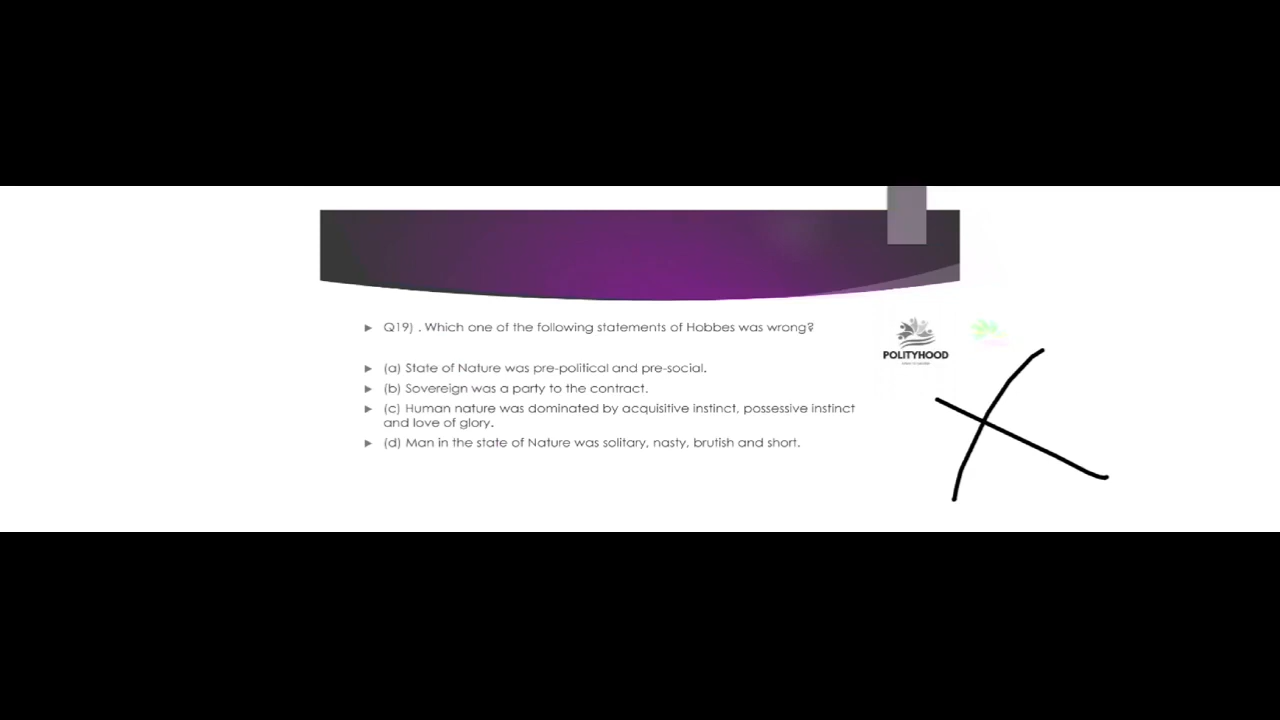 Q19) . Which one of the following statements of Hobbes was wrong?
POLITYHOOD
(a) State of Nature was pre-political and pre-social.
(b) Sovereign was a party to the contract.
(c) Human nature was dominated by acquisitive instinct, possessive instinct
and love of glory.
(d) Man in the state of Nature was solitary, nasty, brutish and short.